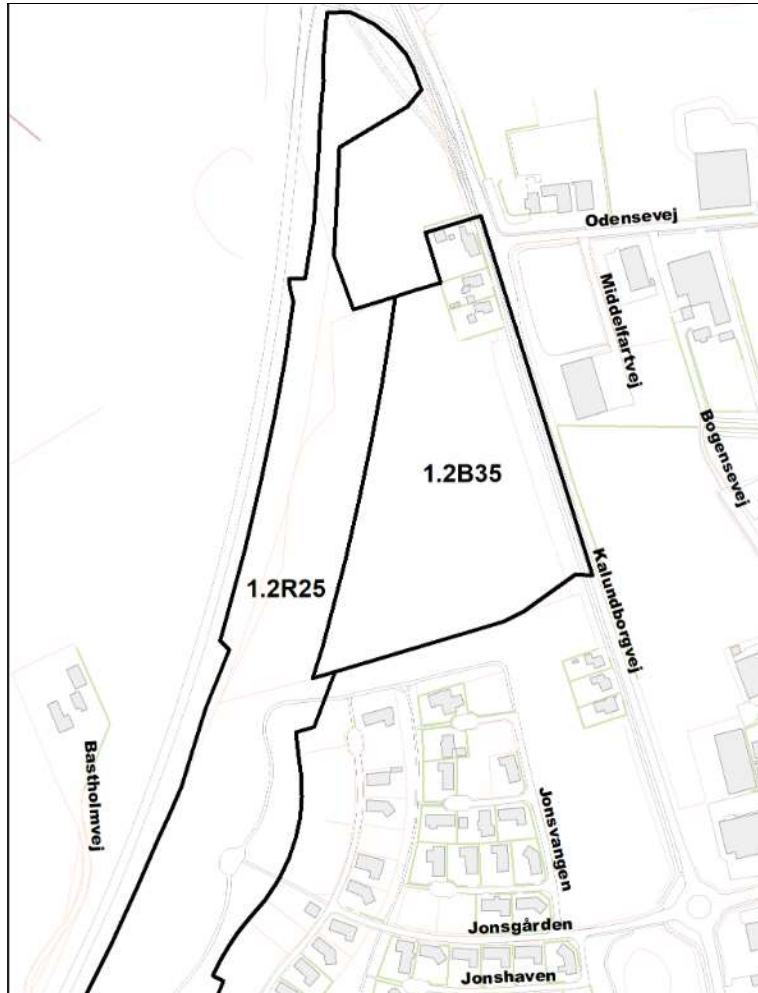 Odensevej
Middelfartvej
Bogensevej
1.2B35
1.2R25
Kalundborgvej
Bastholmvej
Jonsvangen
Jonsgården
Jonshaven